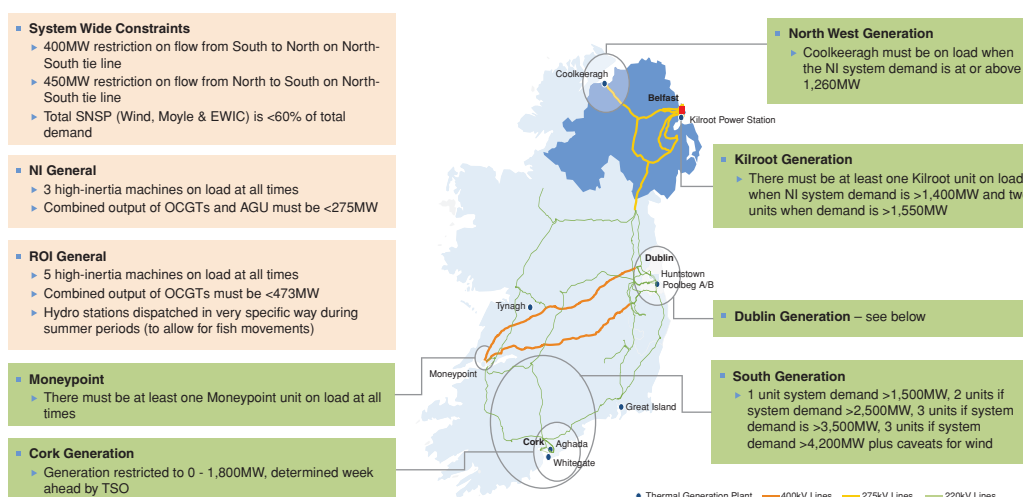 System Wide Constraints
400MW restriction on flow from South to North on North-
South tie line
450MW restriction on flow from North to South on North-
South tie line
Total SNSP (Wind, Moyle & EWIC) is <60% of total
demand
NI General
3 high-inertia machines on load at all times
Combined output of OCGTs and AGU must be <275MW
ROI General
5 high-inertia machines on load at all times
Combined output of OCGTs must be <473MW
Hydro stations dispatched in very specific way during
summer periods (to allow for fish movements)
Moneypoint
There must be at least one Moneypoint unit on load at all
times
Cork Generation
Generation restricted to 0 - 1,800MW, determined week
ahead by TSO
Coolkeeragh
Belfast
Kilroot Power Station
Dublin
Huntstown
Poolbeg A/B
Tynagh
Moneypoint
Great Island
Cork
Aghada
Whitegate
North West Generation
Coolkeeragh must be on load when
the NI system demand is at or above
1,260MW
Kilroot Generation
There must be at least one Kilroot unit on load
when NI system demand is >1,400MW and
units when demand is >1,550MW
Dublin Generation – see below
South Generation
1 unit system demand >1,500MW, 2 units if
system demand >2,500MW, 3 units if system
demand is >3,500MW, 3 units if system
demand >4,200MW plus caveats for wind
Thermal Generation Plant 400kV Lines 275kV Lines 220kV Lines